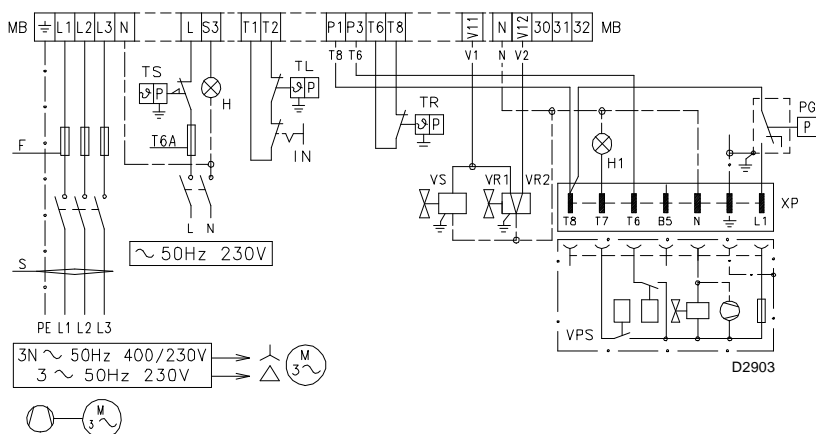 MB L1 L2 L3 N L S3 T1 T2 P1 P3 T6 T8 V11 N V12 30 31 32 MB
T8 T6 V1 N V2
TS ϑ P H
TL ϑ P
TR ϑ P
PG P
F
T6A
IN
H1
VS VR1 VR2
XP
T8 T7 T6 B5 N L1
L N
~ 50Hz 230V
S
PE L1 L2 L3
VPS
D2903
3N ~ 50Hz 400/230V
3 ~ 50Hz 230V
M
3~
M
3~